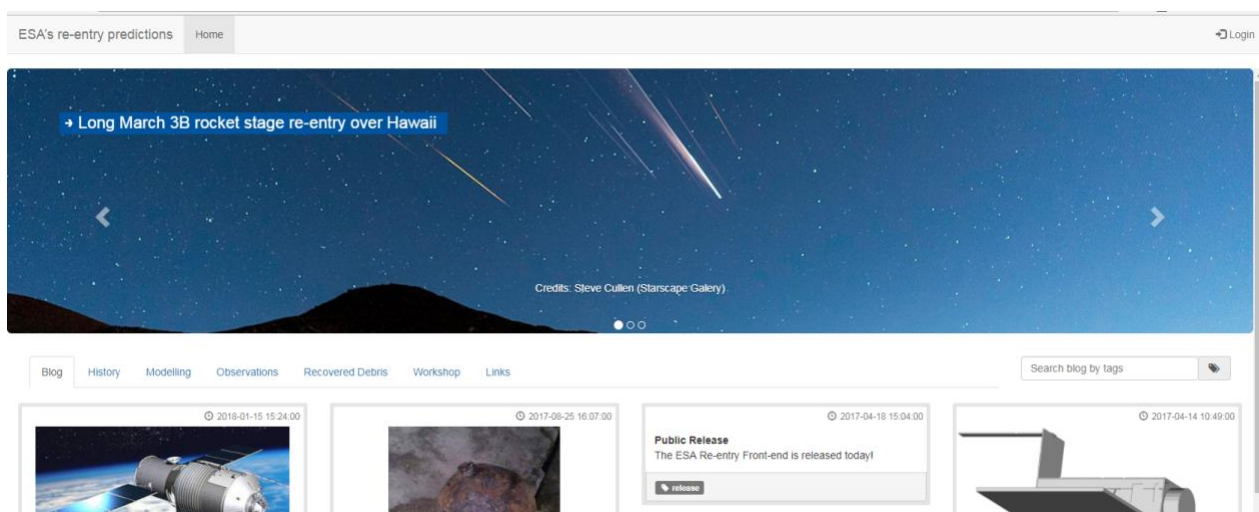 ESA's re-entry predictions
Home
Login
→ Long March 3B rocket stage re-entry over Hawaii
Credits: Steve Cullen (Starscape Galery)
Blog
History
Modelling
Observations
Recovered Debris
Workshop
Links
Search blog by tags
2018-01-15 15:24:00
2017-08-25 16:07:00
2017-04-18 15:04:00
2017-04-14 10:49:00
Public Release
The ESA Re-entry Front-end is released today!
release